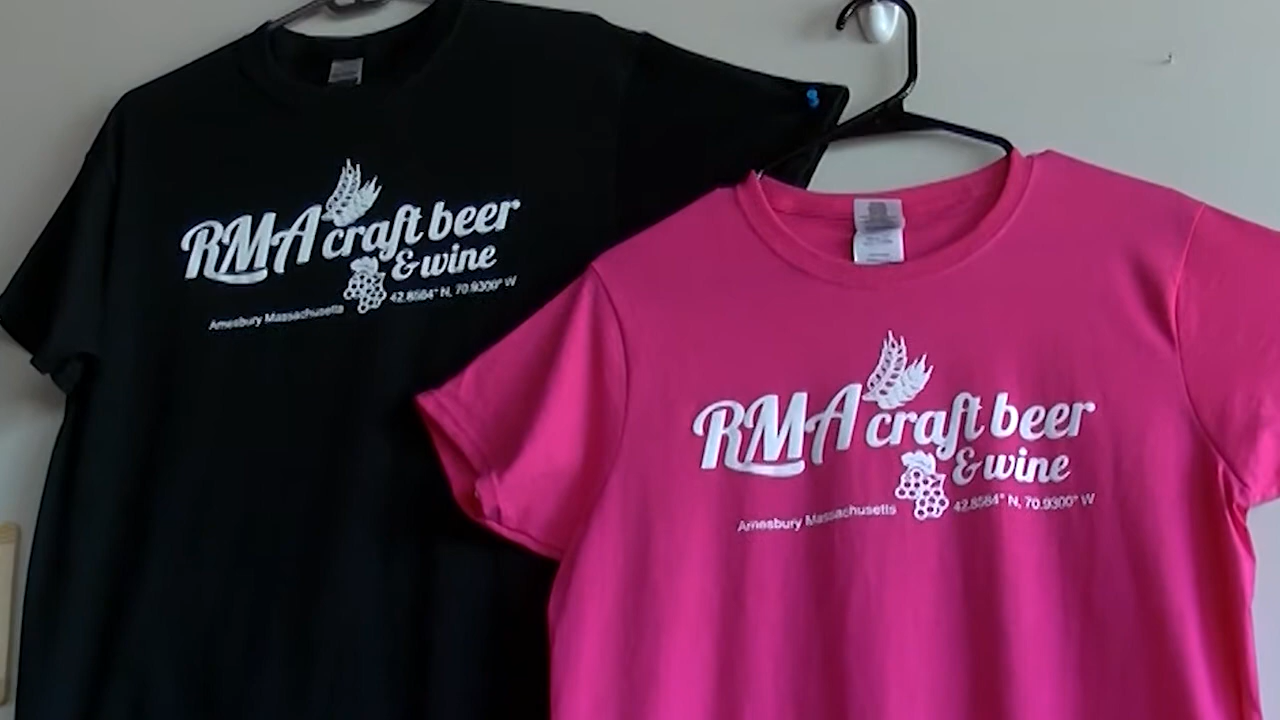 RMA craft beer
& wine
Amesbury Massachusetts 42.8584° N, 70.9300° W
RMA craft beer
& wine
Amesbury Massachusetts 42.8584° N, 70.9300° W